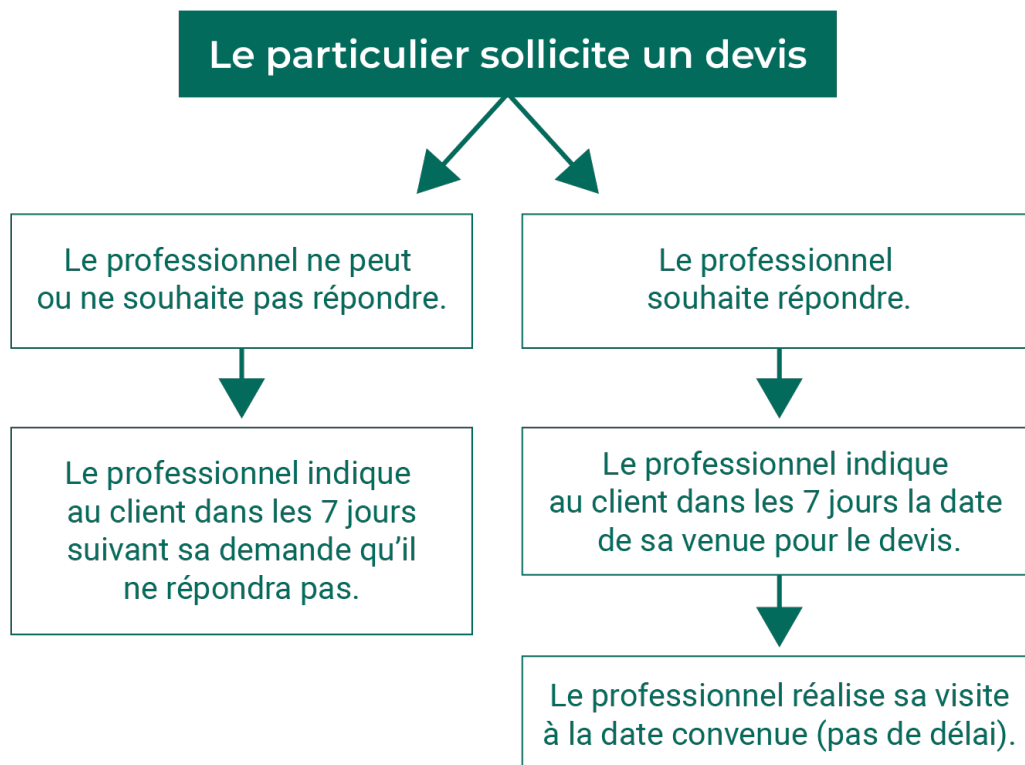 Le particulier sollicite un devis
Le professionnel ne peut
ou ne souhaite pas répondre.
Le professionnel
souhaite répondre.
Le professionnel indique
au client dans les 7 jours
suivant sa demande qu’il
ne répondra pas.
Le professionnel indique
au client dans les 7 jours la date
de sa venue pour le devis.
Le professionnel réalise sa visite
à la date convenue (pas de délai).